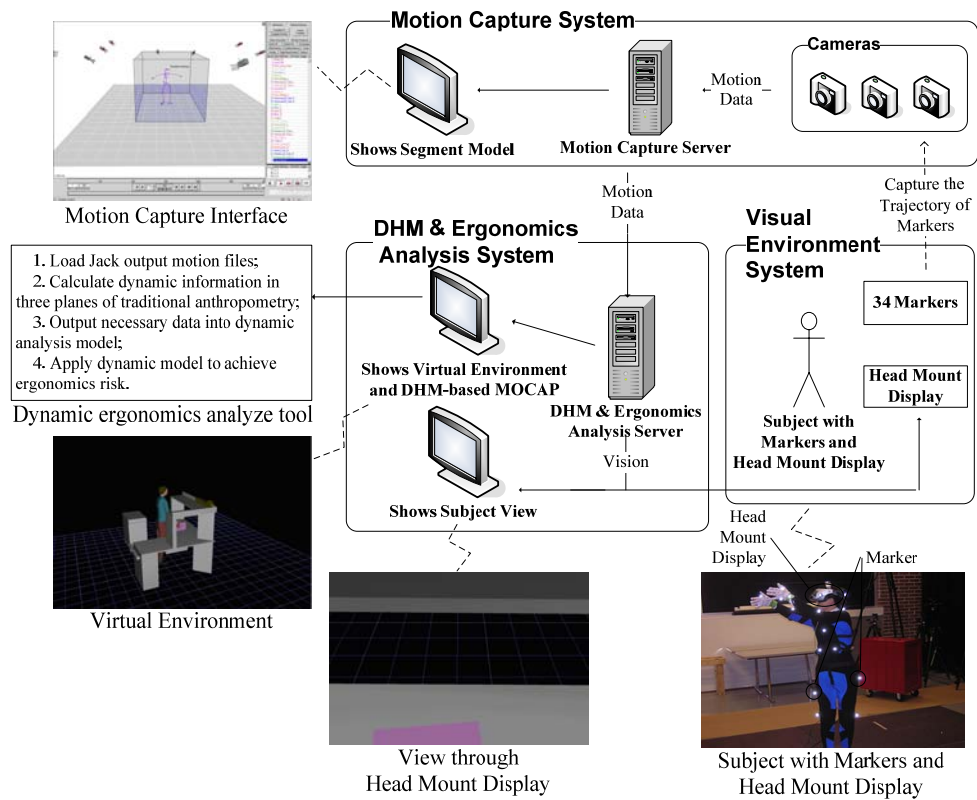 Motion Capture System
Cameras
Motion
Data
Shows Segment Model
Motion Capture Server
Motion Capture Interface
Motion
Data
Capture the
Trajectory of
Markers
DHM & Ergonomics
Analysis System
Visual
Environment
System
1. Load Jack output motion files;
2. Calculate dynamic information in
three planes of traditional anthropometry;
3. Output necessary data into dynamic
analysis model;
4. Apply dynamic model to achieve
ergonomics risk.
Dynamic ergonomics analyze tool
34 Markers
Shows Virtual Environment
and DHM-based MOCAP
Head Mount
Display
DHM & Ergonomics
Analysis Server
Subject with
Markers and
Head Mount Display
Vision
Shows Subject View
Head
Mount
Display
Marker
Virtual Environment
View through
Head Mount Display
Subject with Markers and
Head Mount Display